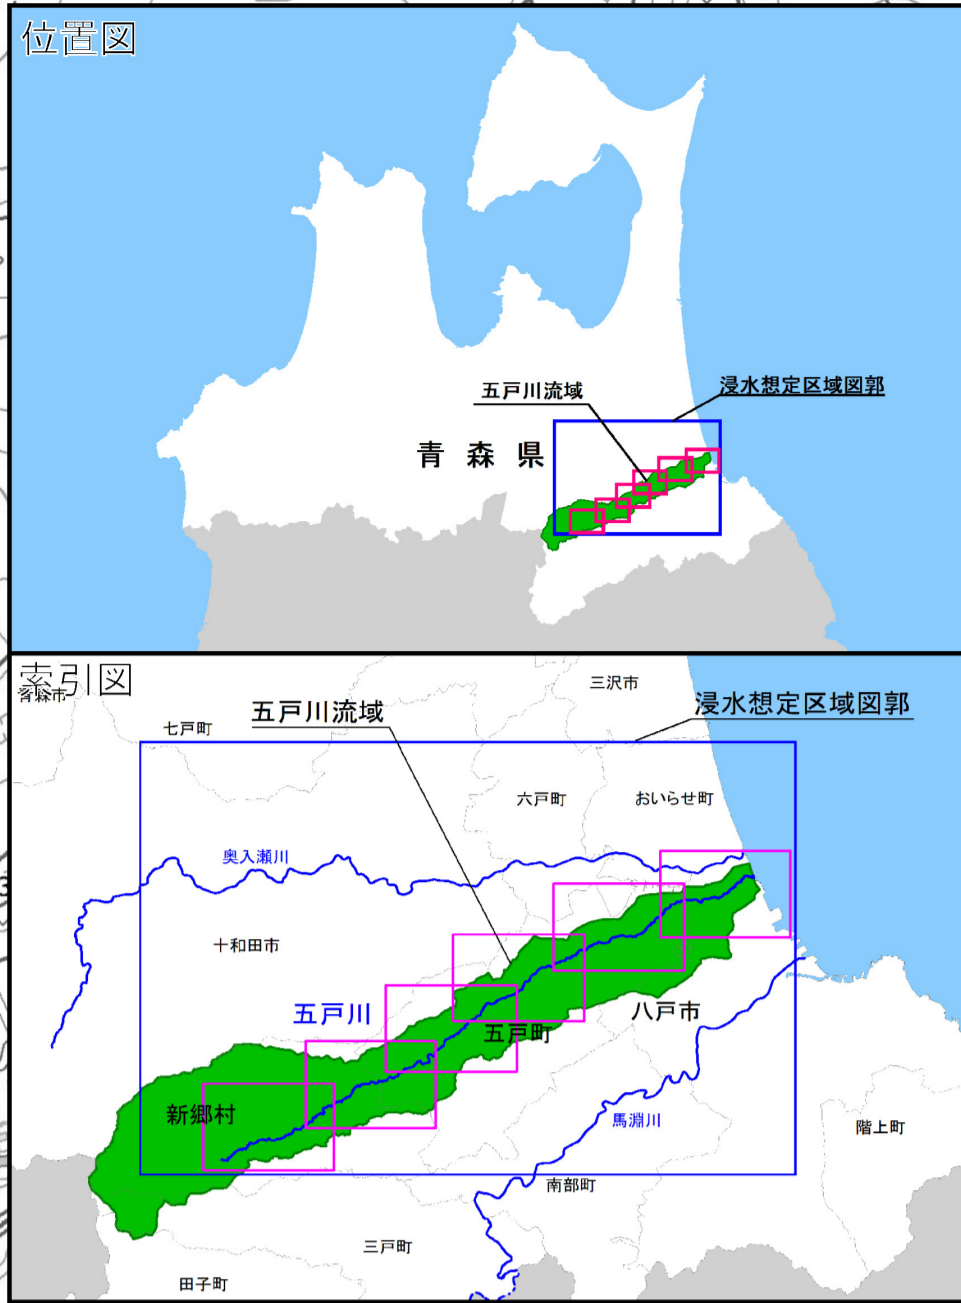 位置図
五戸川流域
浸水想定区域図郭
青森県
索引図
青森市
三沢市
七戸町
五戸川流域
浸水想定区域図郭
六戸町
おいらせ町
奥入瀬川
十和田市
五戸川
八戸市
五戸町
新郷村
馬淵川
階上町
南部町
三戸町
田子町